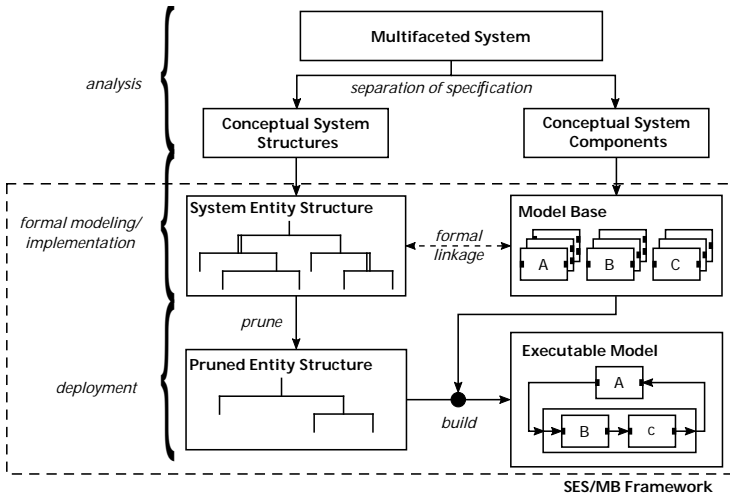 Multifaceted System
analysis
separation of specification
Conceptual System
Structures
Conceptual System
Components
formal modeling/
implementation
System Entity Structure
formal
linkage
Model Base
A
B
C
prune
deployment
Pruned Entity Structure
build
Executable Model
A
B
C
SES/MB Framework